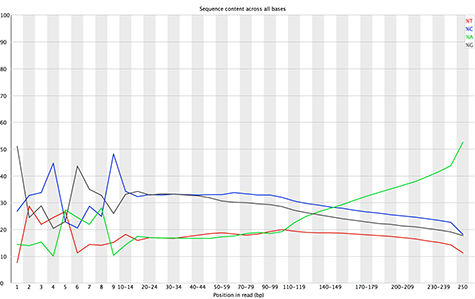 Sequence content across all bases
100
90
80
70
60
50
40
30
20
10
0
%T
%C
%A
%G
1 2 3 4 5 6 7 8 9 10-14 20-24 30-34 40-44 50-59 70-79 90-99 110-119 140-149 170-179 200-209 230-239 250
Position in read (bp)